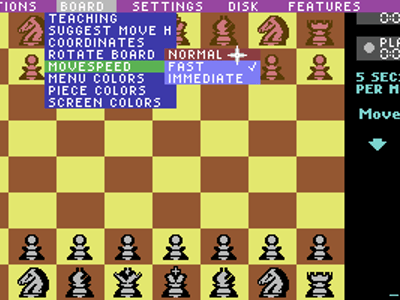 IONS BOARD SETTINGS DISK FEATURES
TEACHING
SUGGEST MOVE H
COORDINATES
ROTATE BOARD
MOVESPEED
MENU COLORS
PIECE COLORS
SCREEN COLORS
NORMAL
FAST ✓
IMMEDIATE
PLA
5 SEC
PER M
Move